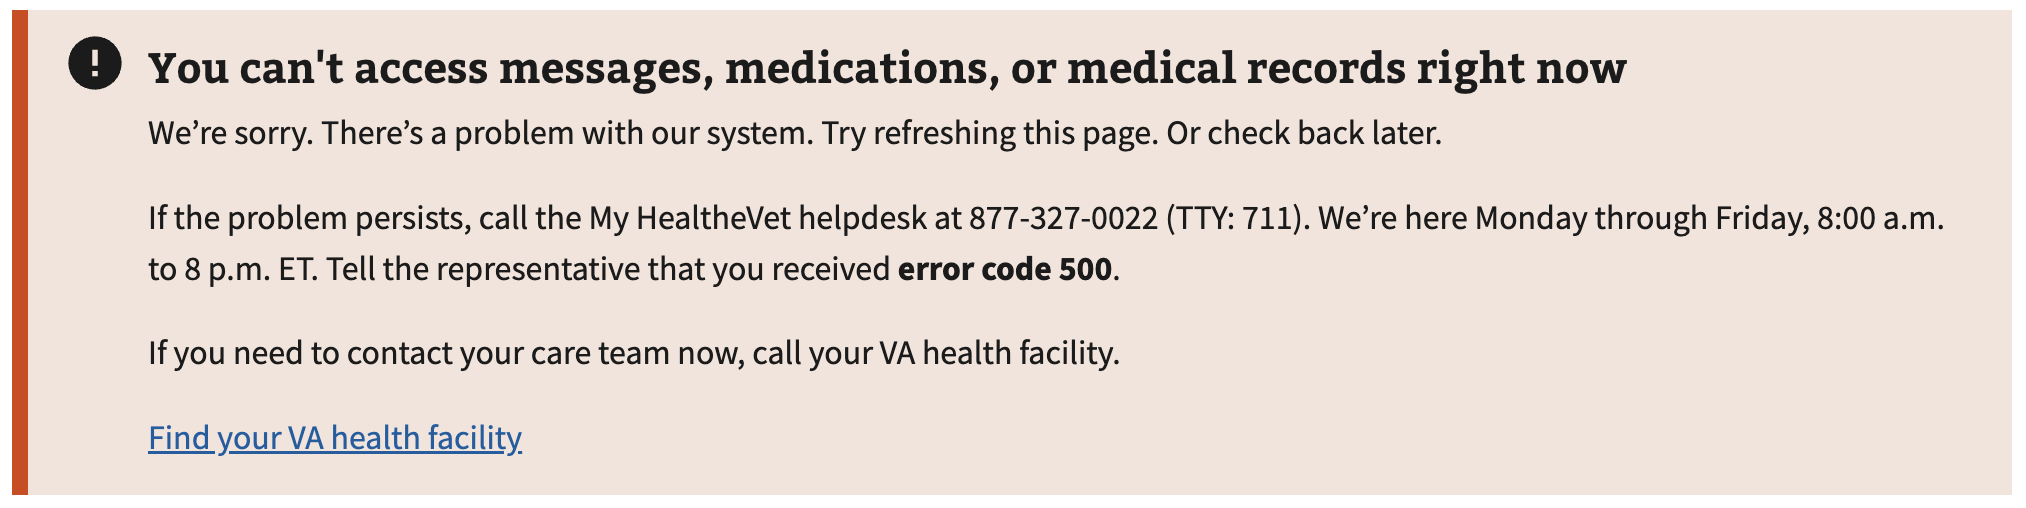 You can't access messages, medications, or medical records right now
We’re sorry. There’s a problem with our system. Try refreshing this page. Or check back later.
If the problem persists, call the My HealtheVet helpdesk at 877-327-0022 (TTY: 711). We’re here Monday through Friday, 8:00 a.m.
to 8 p.m. ET. Tell the representative that you received error code 500.
If you need to contact your care team now, call your VA health facility.
Find your VA health facility